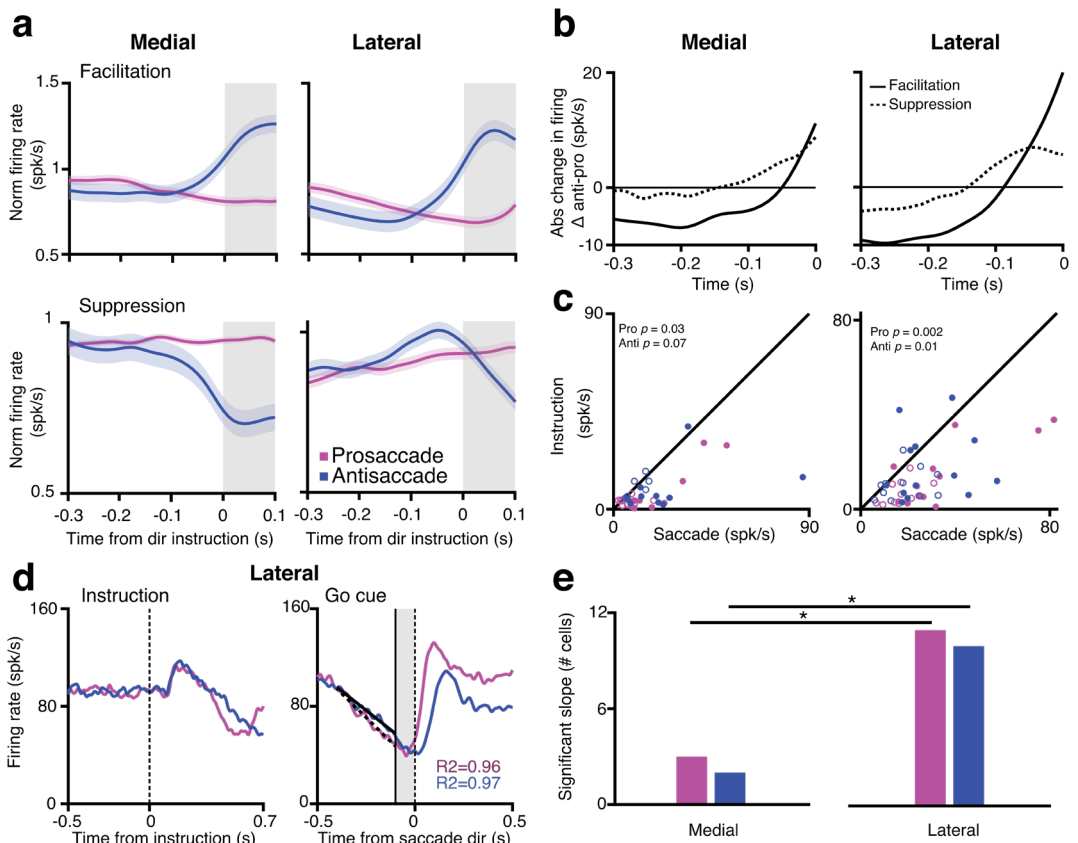 a
Medial
Lateral
Facilitation
1.5
1
0.5
Norm firing rate
(spk/s)
Suppression
1
0.5
Norm firing rate
(spk/s)
Prosaccade
Antisaccade
-0.3 -0.2 -0.1 0 0.1
-0.3 -0.2 -0.1 0 0.1
Time from dir instruction (s)
Time from dir instruction (s)
b
Medial
Lateral
20
10
0
-10
Abs change in firing
Δ anti-pro (spk/s)
Facilitation
Suppression
-0.3 -0.2 -0.1 0
-0.3 -0.2 -0.1 0
Time (s)
Time (s)
c
90
0
Instruction
(spk/s)
Pro p = 0.03
Anti p = 0.07
0 90
Saccade (spk/s)
80
0
Pro p = 0.002
Anti p = 0.01
0 80
Saccade (spk/s)
d
Lateral
Instruction
Go cue
160
80
0
Firing rate (spk/s)
-0.5 0 0.7
Time from instruction (s)
160
80
0
R2=0.96
R2=0.97
-0.5 0 0.5
Time from saccade dir (s)
e
12
6
0
Significant slope (# cells)
*
*
Medial
Lateral